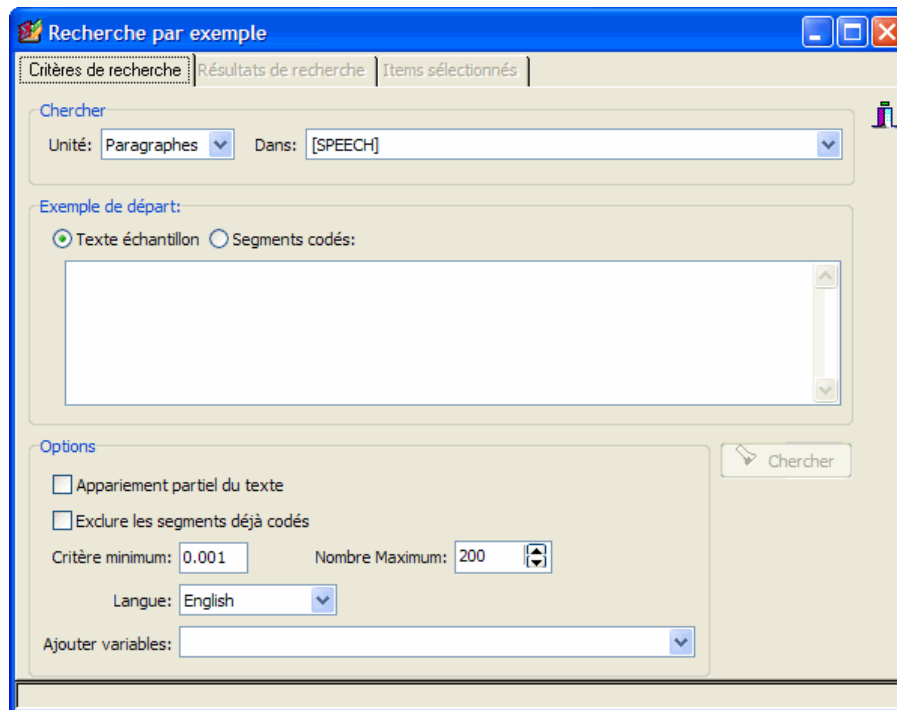 Recherche par exemple
Critères de recherche Résultats de recherche Items sélectionnés
Chercher
Unité: Paragraphes Dans: [SPEECH]
Exemple de départ:
Texte échantillon Segments codés:
Options
Appariement partiel du texte
Chercher
Exclure les segments déjà codés
Critère minimum: 0.001 Nombre Maximum: 200
Langue: English
Ajouter variables: